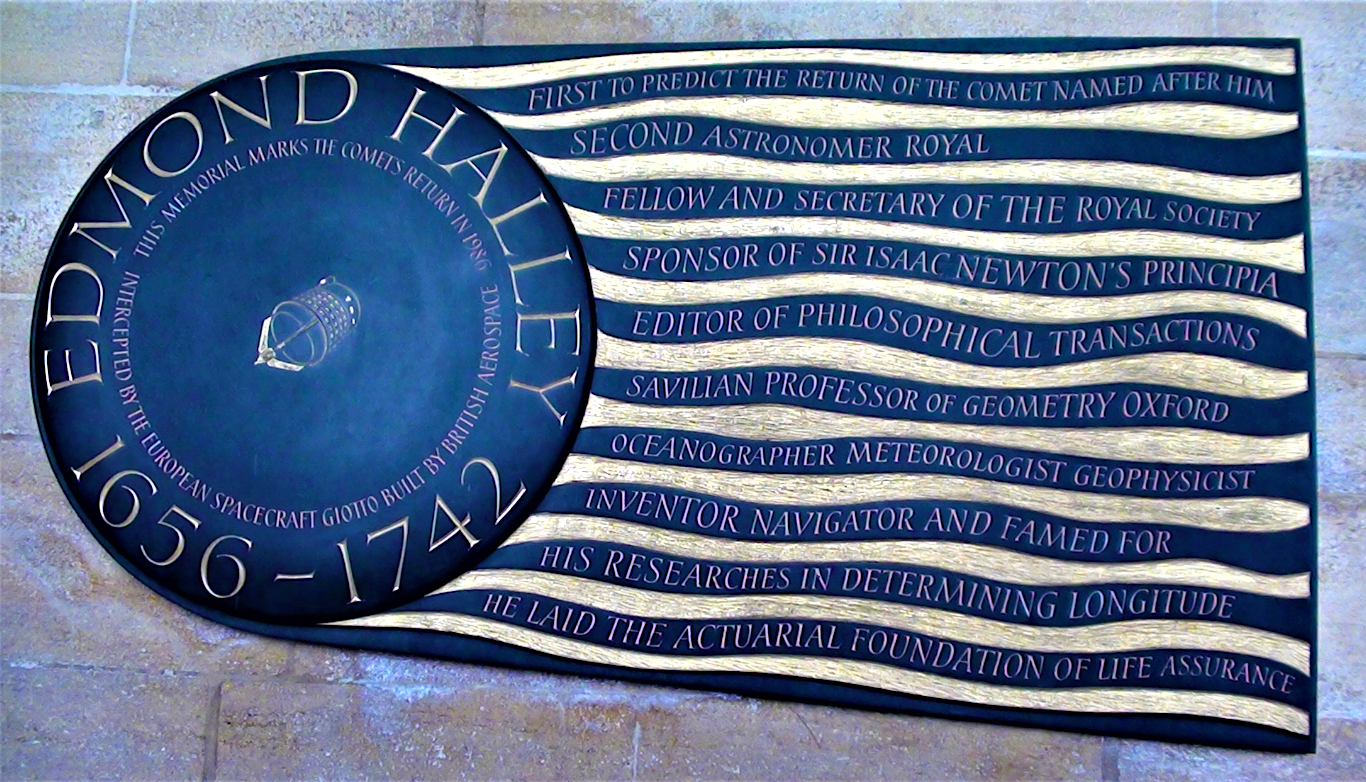 EDMOND HALLEY
1656–1742
THIS MEMORIAL MARKS THE COMET'S RETURN IN 1986
INTERCEPTED BY THE EUROPEAN SPACECRAFT GIOTTO BUILT BY BRITISH AEROSPACE
FIRST TO PREDICT THE RETURN OF THE COMET NAMED AFTER HIM
SECOND ASTRONOMER ROYAL
FELLOW AND SECRETARY OF THE ROYAL SOCIETY
SPONSOR OF SIR ISAAC NEWTON'S PRINCIPIA
EDITOR OF PHILOSOPHICAL TRANSACTIONS
SAVILIAN PROFESSOR OF GEOMETRY OXFORD
OCEANOGRAPHER METEOROLOGIST GEOPHYSICIST
INVENTOR NAVIGATOR AND FAMED FOR
HIS RESEARCHES IN DETERMINING LONGITUDE
HE LAID THE ACTUARIAL FOUNDATION OF LIFE ASSURANCE